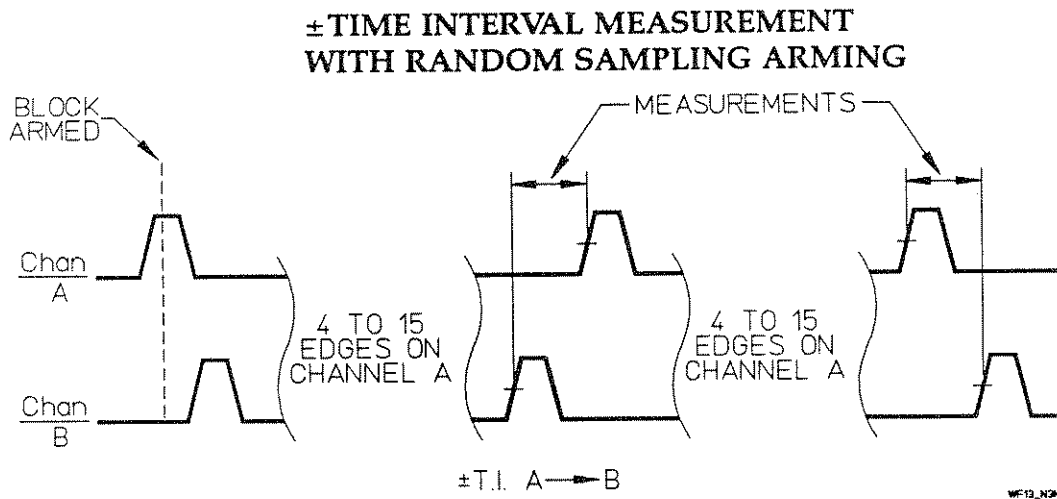 ±TIME INTERVAL MEASUREMENT
WITH RANDOM SAMPLING ARMING
BLOCK
ARMED
MEASUREMENTS
Chan
A
4 TO 15
EDGES ON
CHANNEL A
4 TO 15
EDGES ON
CHANNEL A
Chan
B
±T.I. A B